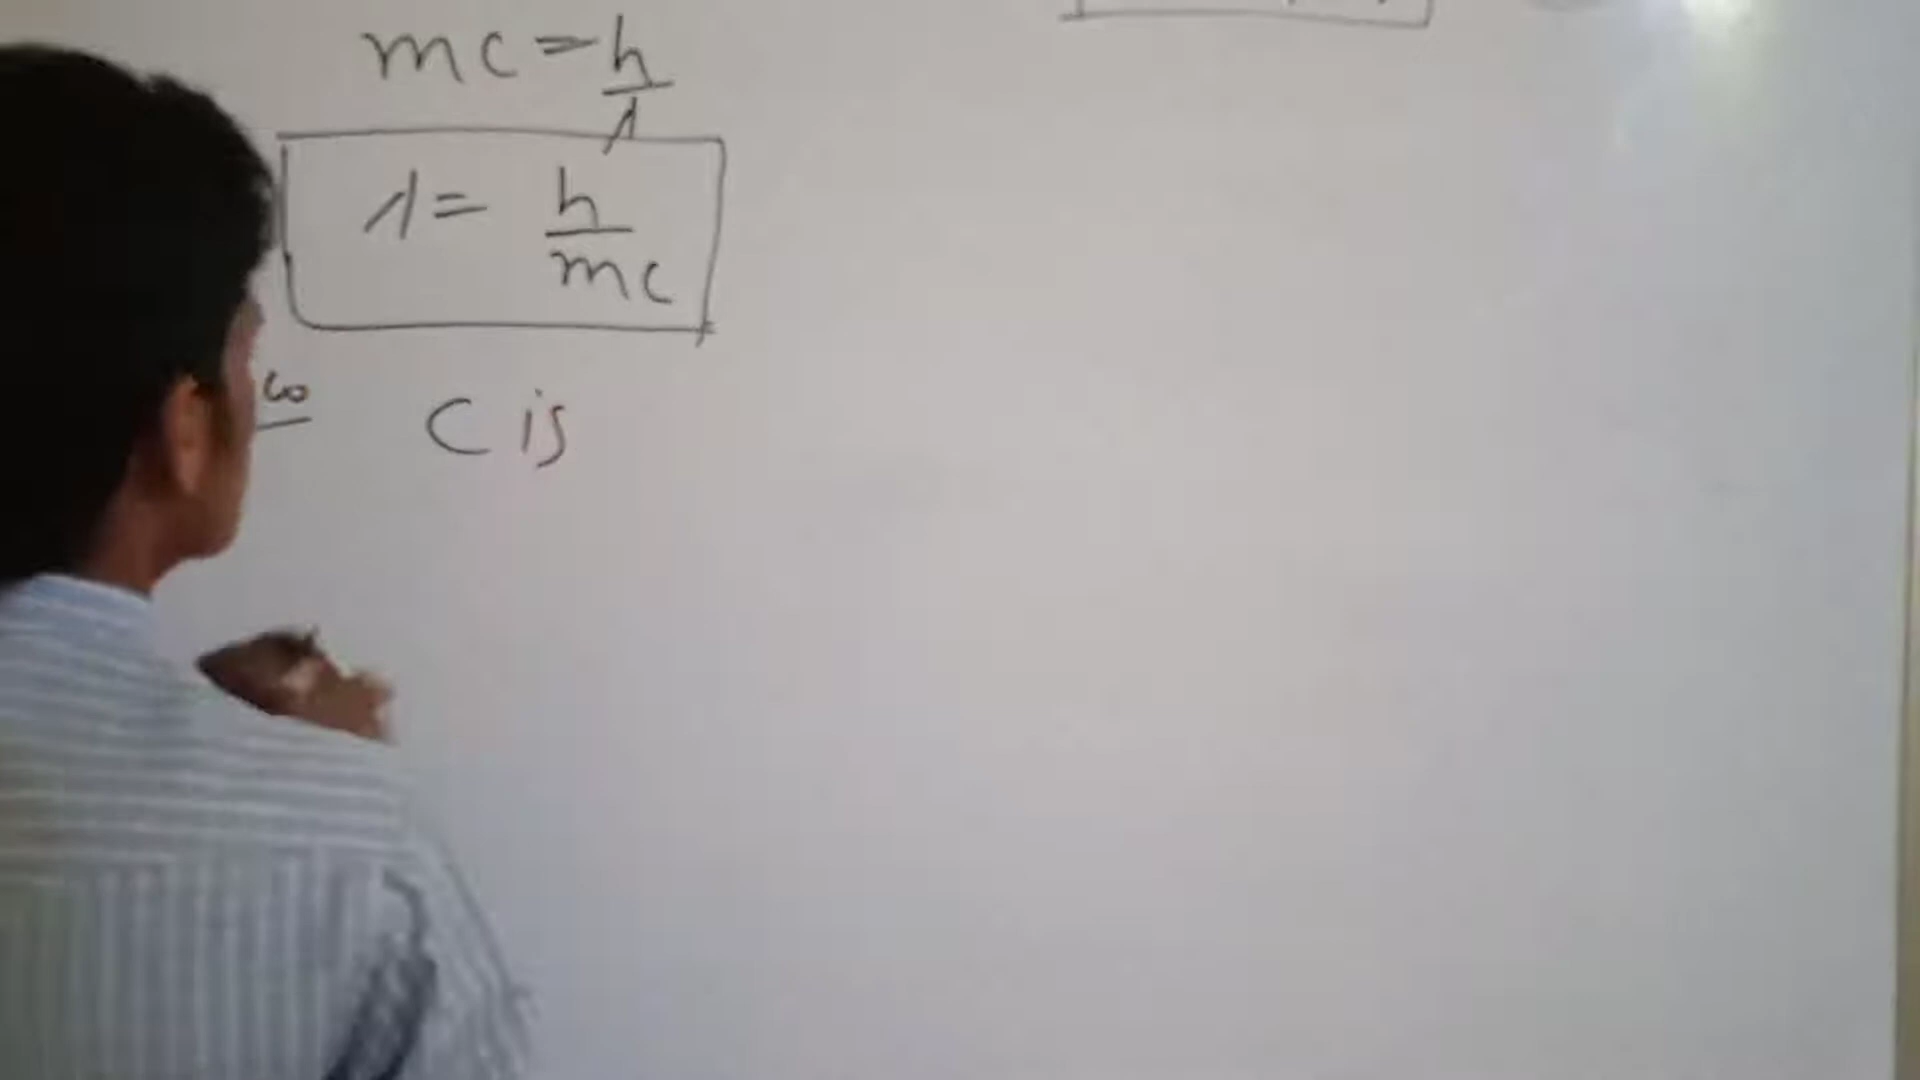 mc = h/λ
λ = h/mc
C is